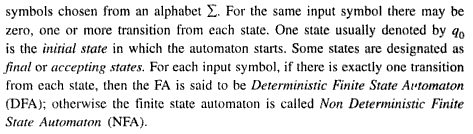 symbols chosen from an alphabet Σ. For the same input symbol there may be
zero, one or more transition from each state. One state usually denoted by q₀
is the initial state in which the automaton starts. Some states are designated as
final or accepting states. For each input symbol, if there is exactly one transition
from each state, then the FA is said to be Deterministic Finite State Automaton
(DFA); otherwise the finite state automaton is called Non Deterministic Finite
State Automaton (NFA).